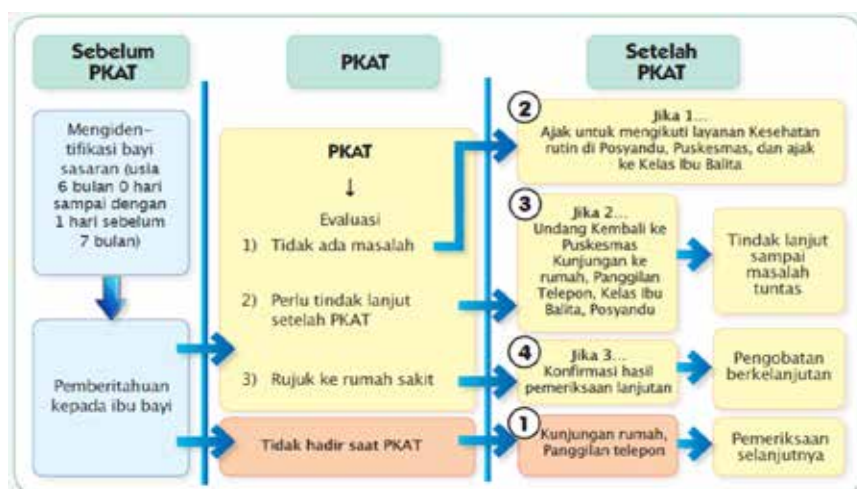 Sebelum
PKAT
PKAT
Setelah
PKAT
Mengiden-
tifikasi bayi
sasaran (usia
6 bulan 0 hari
sampai dengan
1 hari sebelum
7 bulan)
Pemberitahuan
kepada ibu bayi
PKAT
Evaluasi
1) Tidak ada masalah
2) Perlu tindak lanjut
setelah PKAT
3) Rujuk ke rumah sakit
Tidak hadir saat PKAT
2
Jika 1...
Ajak untuk mengikuti layanan Kesehatan
rutin di Posyandu, Puskesmas, dan ajak
ke Kelas Ibu Balita
3
Jika 2...
Undang Kembali ke
Puskesmas
Kunjungan ke
rumah, Panggilan
Telepon, Kelas Ibu
Balita, Posyandu
Tindak lanjut
sampai
masalah
tuntas
4
Jika 3...
Konfirmasi hasil
pemeriksaan lanjutan
Pengobatan
berkelanjutan
1
Kunjungan rumah,
Panggilan telepon
Pemeriksaan
selanjutnya